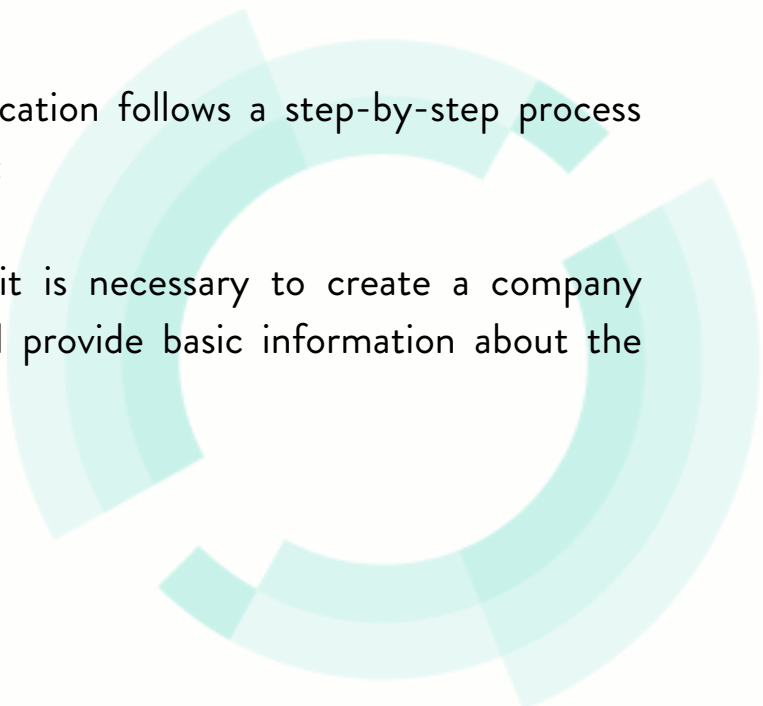 cation follows a step-by-step process
it is necessary to create a company
provide basic information about the